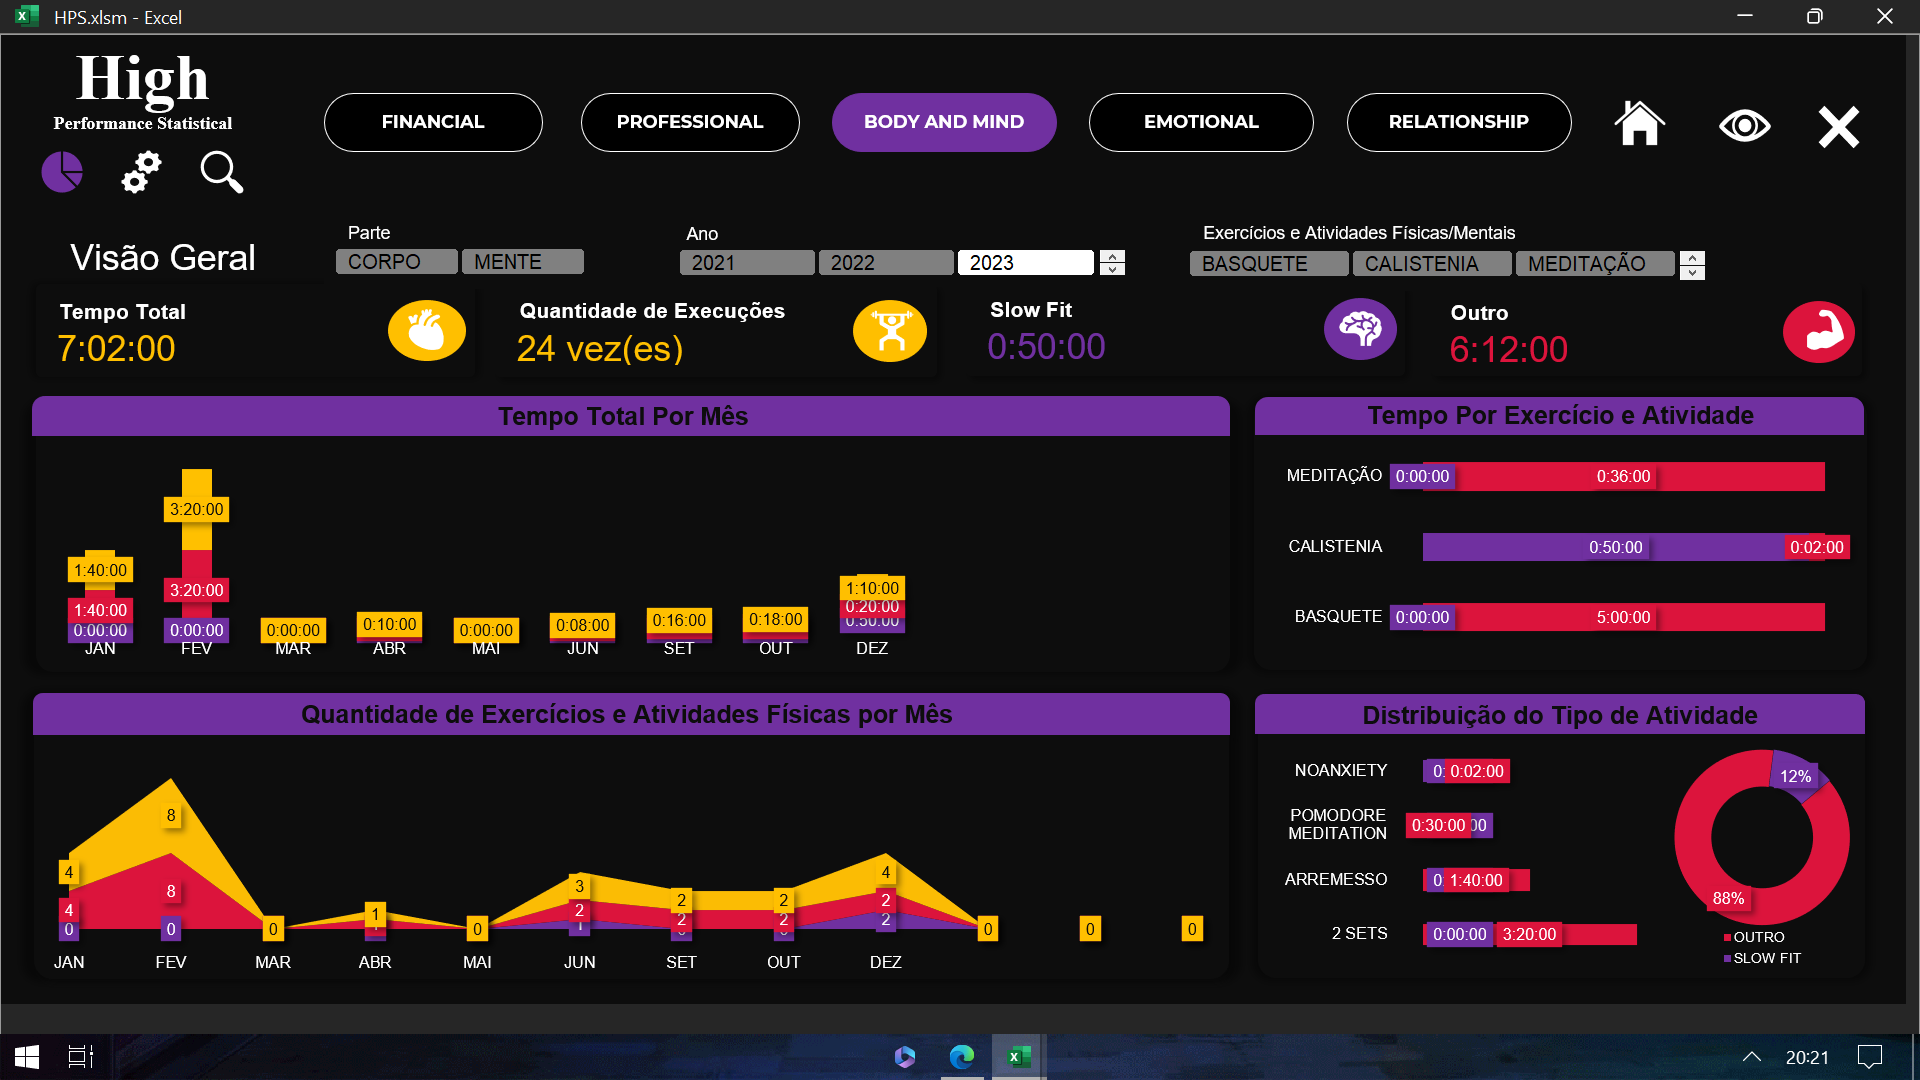 HPS.xlsm - Excel
High
Performance Statistical
FINANCIAL
PROFESSIONAL
BODY AND MIND
EMOTIONAL
RELATIONSHIP
Visão Geral
Parte
CORPO
MENTE
Ano
2021
2022
2023
Exercícios e Atividades Físicas/Mentais
BASQUETE
CALISTENIA
MEDITAÇÃO
Tempo Total
7:02:00
Quantidade de Execuções
24 vez(es)
Slow Fit
0:50:00
Outro
6:12:00
Tempo Total Por Mês
3:20:00
1:40:00
3:20:00
1:40:00
0:00:00
0:00:00
0:00:00
0:10:00
0:00:00
0:08:00
0:16:00
0:18:00
1:10:00
0:20:00
0:50:00
JAN
FEV
MAR
ABR
MAI
JUN
SET
OUT
DEZ
Tempo Por Exercício e Atividade
MEDITAÇÃO
0:00:00
0:36:00
CALISTENIA
0:50:00
0:02:00
BASQUETE
0:00:00
5:00:00
Quantidade de Exercícios e Atividades Físicas por Mês
4
4
0
8
8
0
0
1
0
3
2
1
2
2
2
2
4
2
2
0
0
0
JAN
FEV
MAR
ABR
MAI
JUN
SET
OUT
DEZ
Distribuição do Tipo de Atividade
NOANXIETY
0:
0:02:00
POMODORE
MEDITATION
0:30:00
00
ARREMESSO
0:
1:40:00
2 SETS
0:00:00
3:20:00
12%
88%
OUTRO
SLOW FIT
20:21